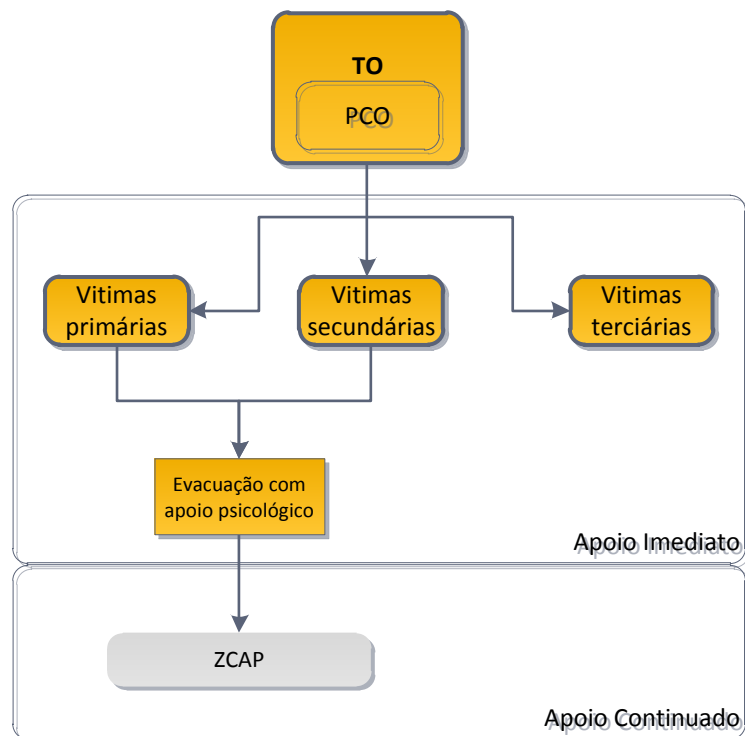 TO
PCO
Vitimas
primárias
Vitimas
secundárias
Vitimas
terciárias
Evacuação com
apoio psicológico
Apoio Imediato
ZCAP
Apoio Continuado